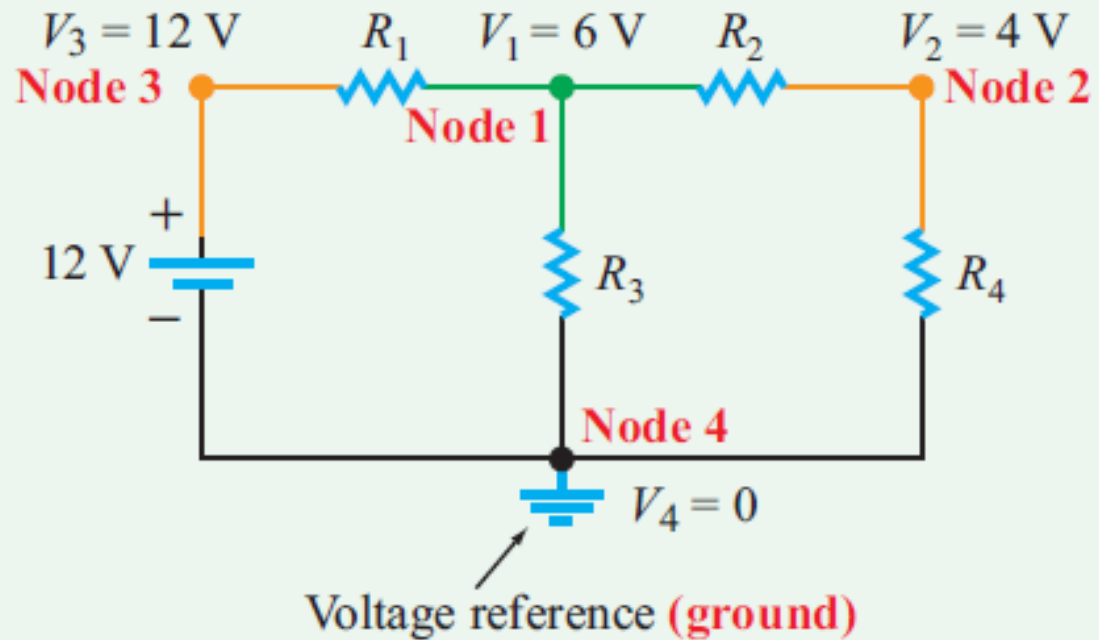 V₃ = 12 V R₁ V₁ = 6 V R₂ V₂ = 4 V
Node 3 Node 2
Node 1
+
12 V
−
R₃ R₄
Node 4
V₄ = 0
Voltage reference (ground)